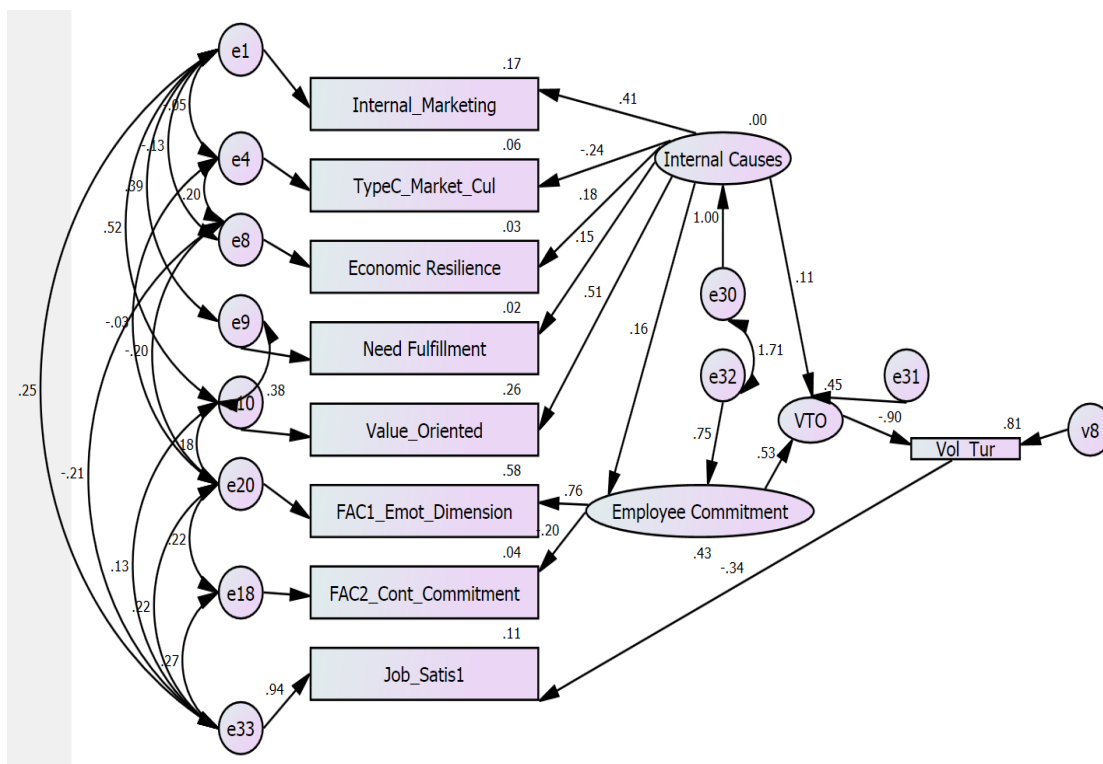 e1
.17
Internal_Marketing
.41
.00
Internal Causes
-.05
-.13
e4
.06
TypeC_Market_Cul
-.24
.39
.20
.18
.52
e8
.03
Economic Resilience
.15
1.00
.11
.51
e30
e9
.02
Need Fulfillment
-.03
-.20
.16
1.71
e32
e31
.25
.38
10
.26
Value_Oriented
.45
VTO
-.90
.81
Vol_Tur
v8
.75
.53
.18
-.21
e20
.58
FAC1_Emot_Dimension
.76
Employee Commitment
-.20
.22
.04
.43
.13
-.34
e18
FAC2_Cont_Commitment
.22
.11
.27
Job_Satis1
.94
e33